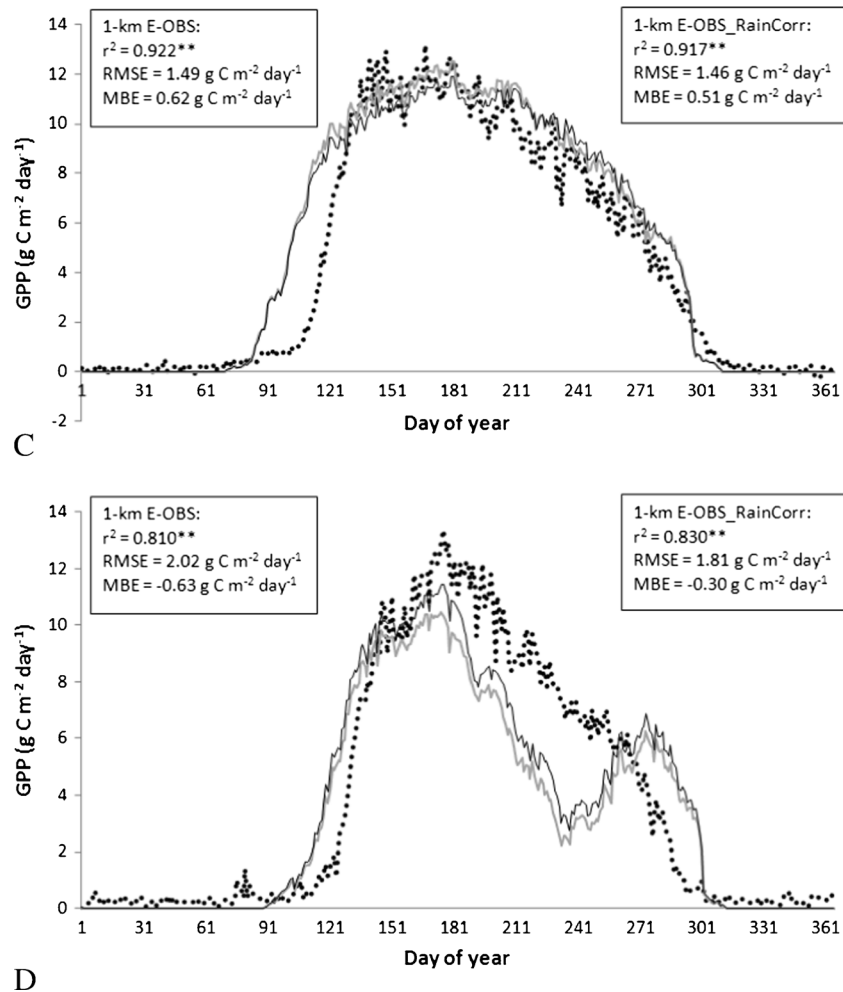 1-km E-OBS:
r² = 0.922**
RMSE = 1.49 g C m⁻² day⁻¹
MBE = 0.62 g C m⁻² day⁻¹
1-km E-OBS_RainCorr:
r² = 0.917**
RMSE = 1.46 g C m⁻² day⁻¹
MBE = 0.51 g C m⁻² day⁻¹
GPP (g C m⁻² day⁻¹)
14
12
10
8
6
4
2
0
-2
1 31 61 91 121 151 181 211 241 271 301 331 361
Day of year
C
1-km E-OBS:
r² = 0.810**
RMSE = 2.02 g C m⁻² day⁻¹
MBE = -0.63 g C m⁻² day⁻¹
1-km E-OBS_RainCorr:
r² = 0.830**
RMSE = 1.81 g C m⁻² day⁻¹
MBE = -0.30 g C m⁻² day⁻¹
GPP (g C m⁻² day⁻¹)
14
12
10
8
6
4
2
0
1 31 61 91 121 151 181 211 241 271 301 331 361
Day of year
D